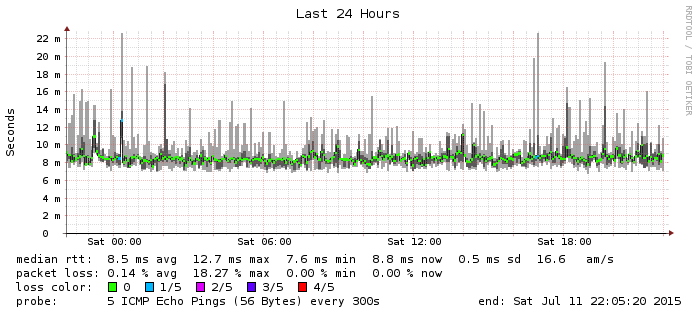 Last 24 Hours
RRDTOOL / TOBI OETIKER
Seconds
22 m
20 m
18 m
16 m
14 m
12 m
10 m
8 m
6 m
4 m
2 m
0
Sat 00:00 Sat 06:00 Sat 12:00 Sat 18:00
median rtt: 8.5 ms avg 12.7 ms max 7.6 ms min 8.8 ms now 0.5 ms sd 16.6 am/s
packet loss: 0.14 % avg 18.27 % max 0.00 % min 0.00 % now
loss color: 0 1/5 2/5 3/5 4/5
probe: 5 ICMP Echo Pings (56 Bytes) every 300s end: Sat Jul 11 22:05:20 2015